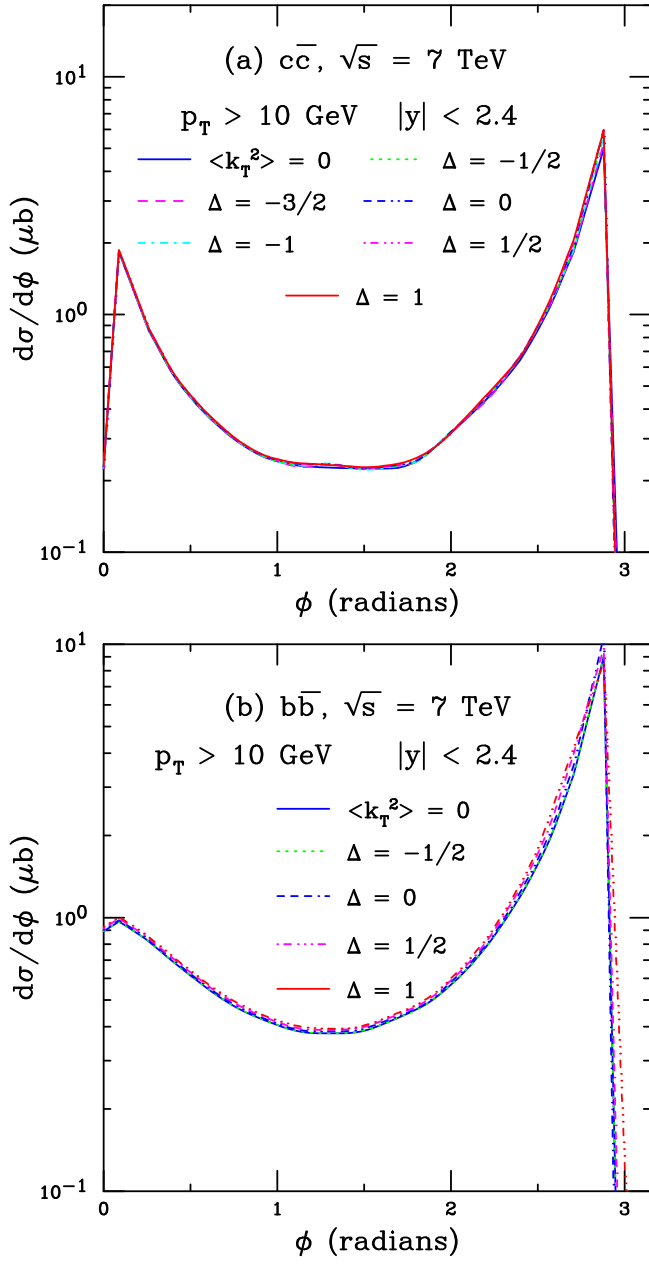 (a) cc̅, √s = 7 TeV
p_T > 10 GeV |y| < 2.4
<k_T²> = 0 Δ = −1/2
Δ = −3/2 Δ = 0
Δ = −1 Δ = 1/2
Δ = 1
dσ/dφ (μb)
10¹
10⁰
10⁻¹
0 1 2 3
φ (radians)
(b) bb̅, √s = 7 TeV
p_T > 10 GeV |y| < 2.4
<k_T²> = 0
Δ = −1/2
Δ = 0
Δ = 1/2
Δ = 1
dσ/dφ (μb)
10¹
10⁰
10⁻¹
0 1 2 3
φ (radians)